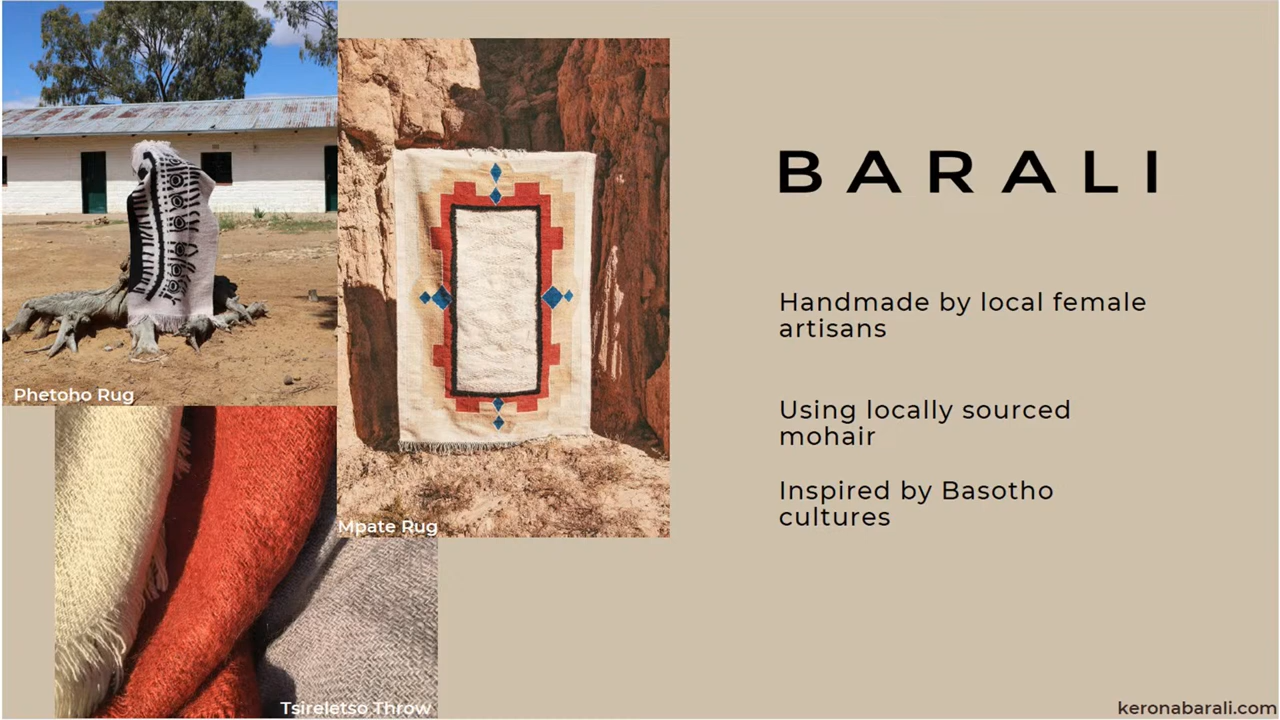 BARALI
Handmade by local female
artisans
Using locally sourced
mohair
Inspired by Basotho
cultures
Phetoho Rug
Mpate Rug
Tsireletso Throw
keronabarali.com